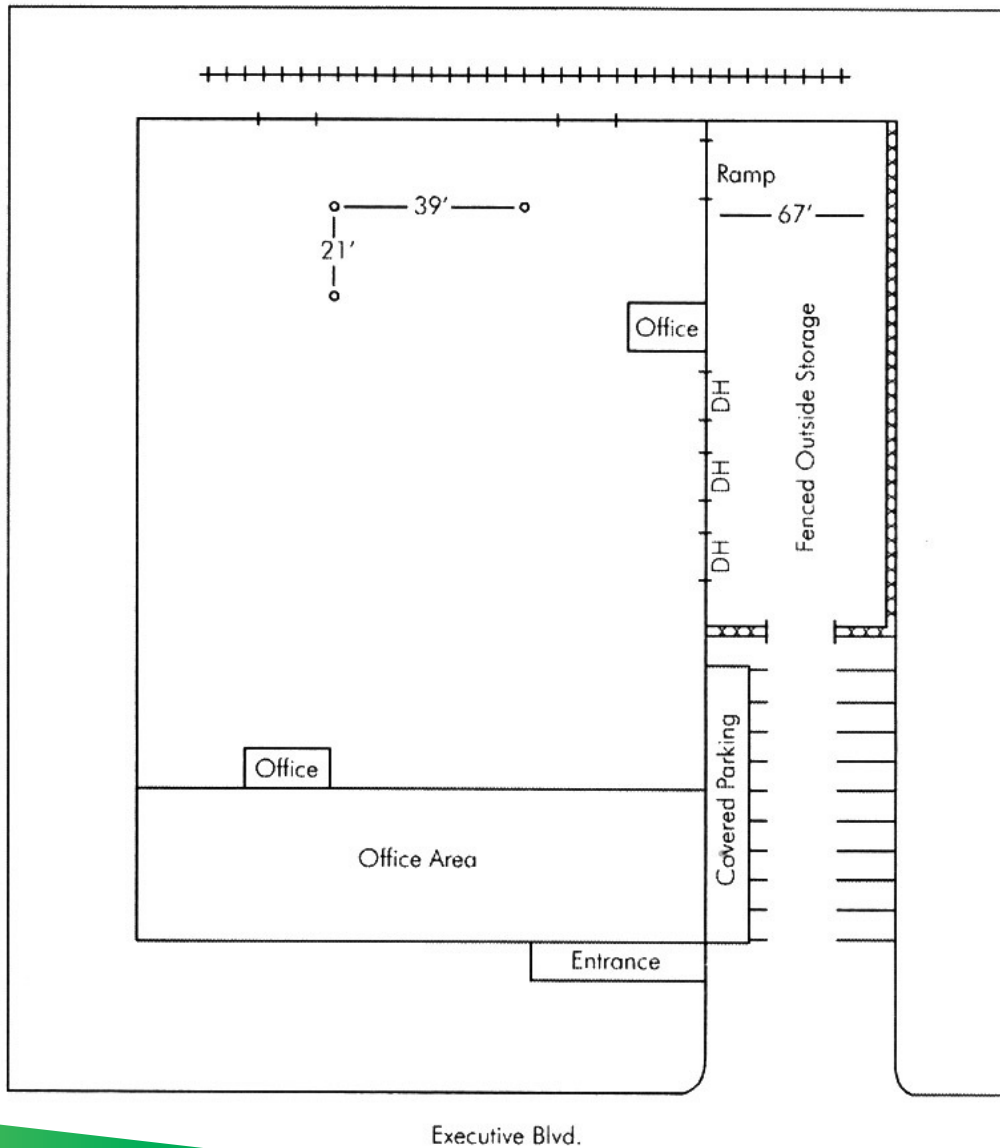 Ramp
39'
67'
21'
Office
Fenced Outside Storage
DH
DH
DH
Covered Parking
Office
Office Area
Entrance
Executive Blvd.